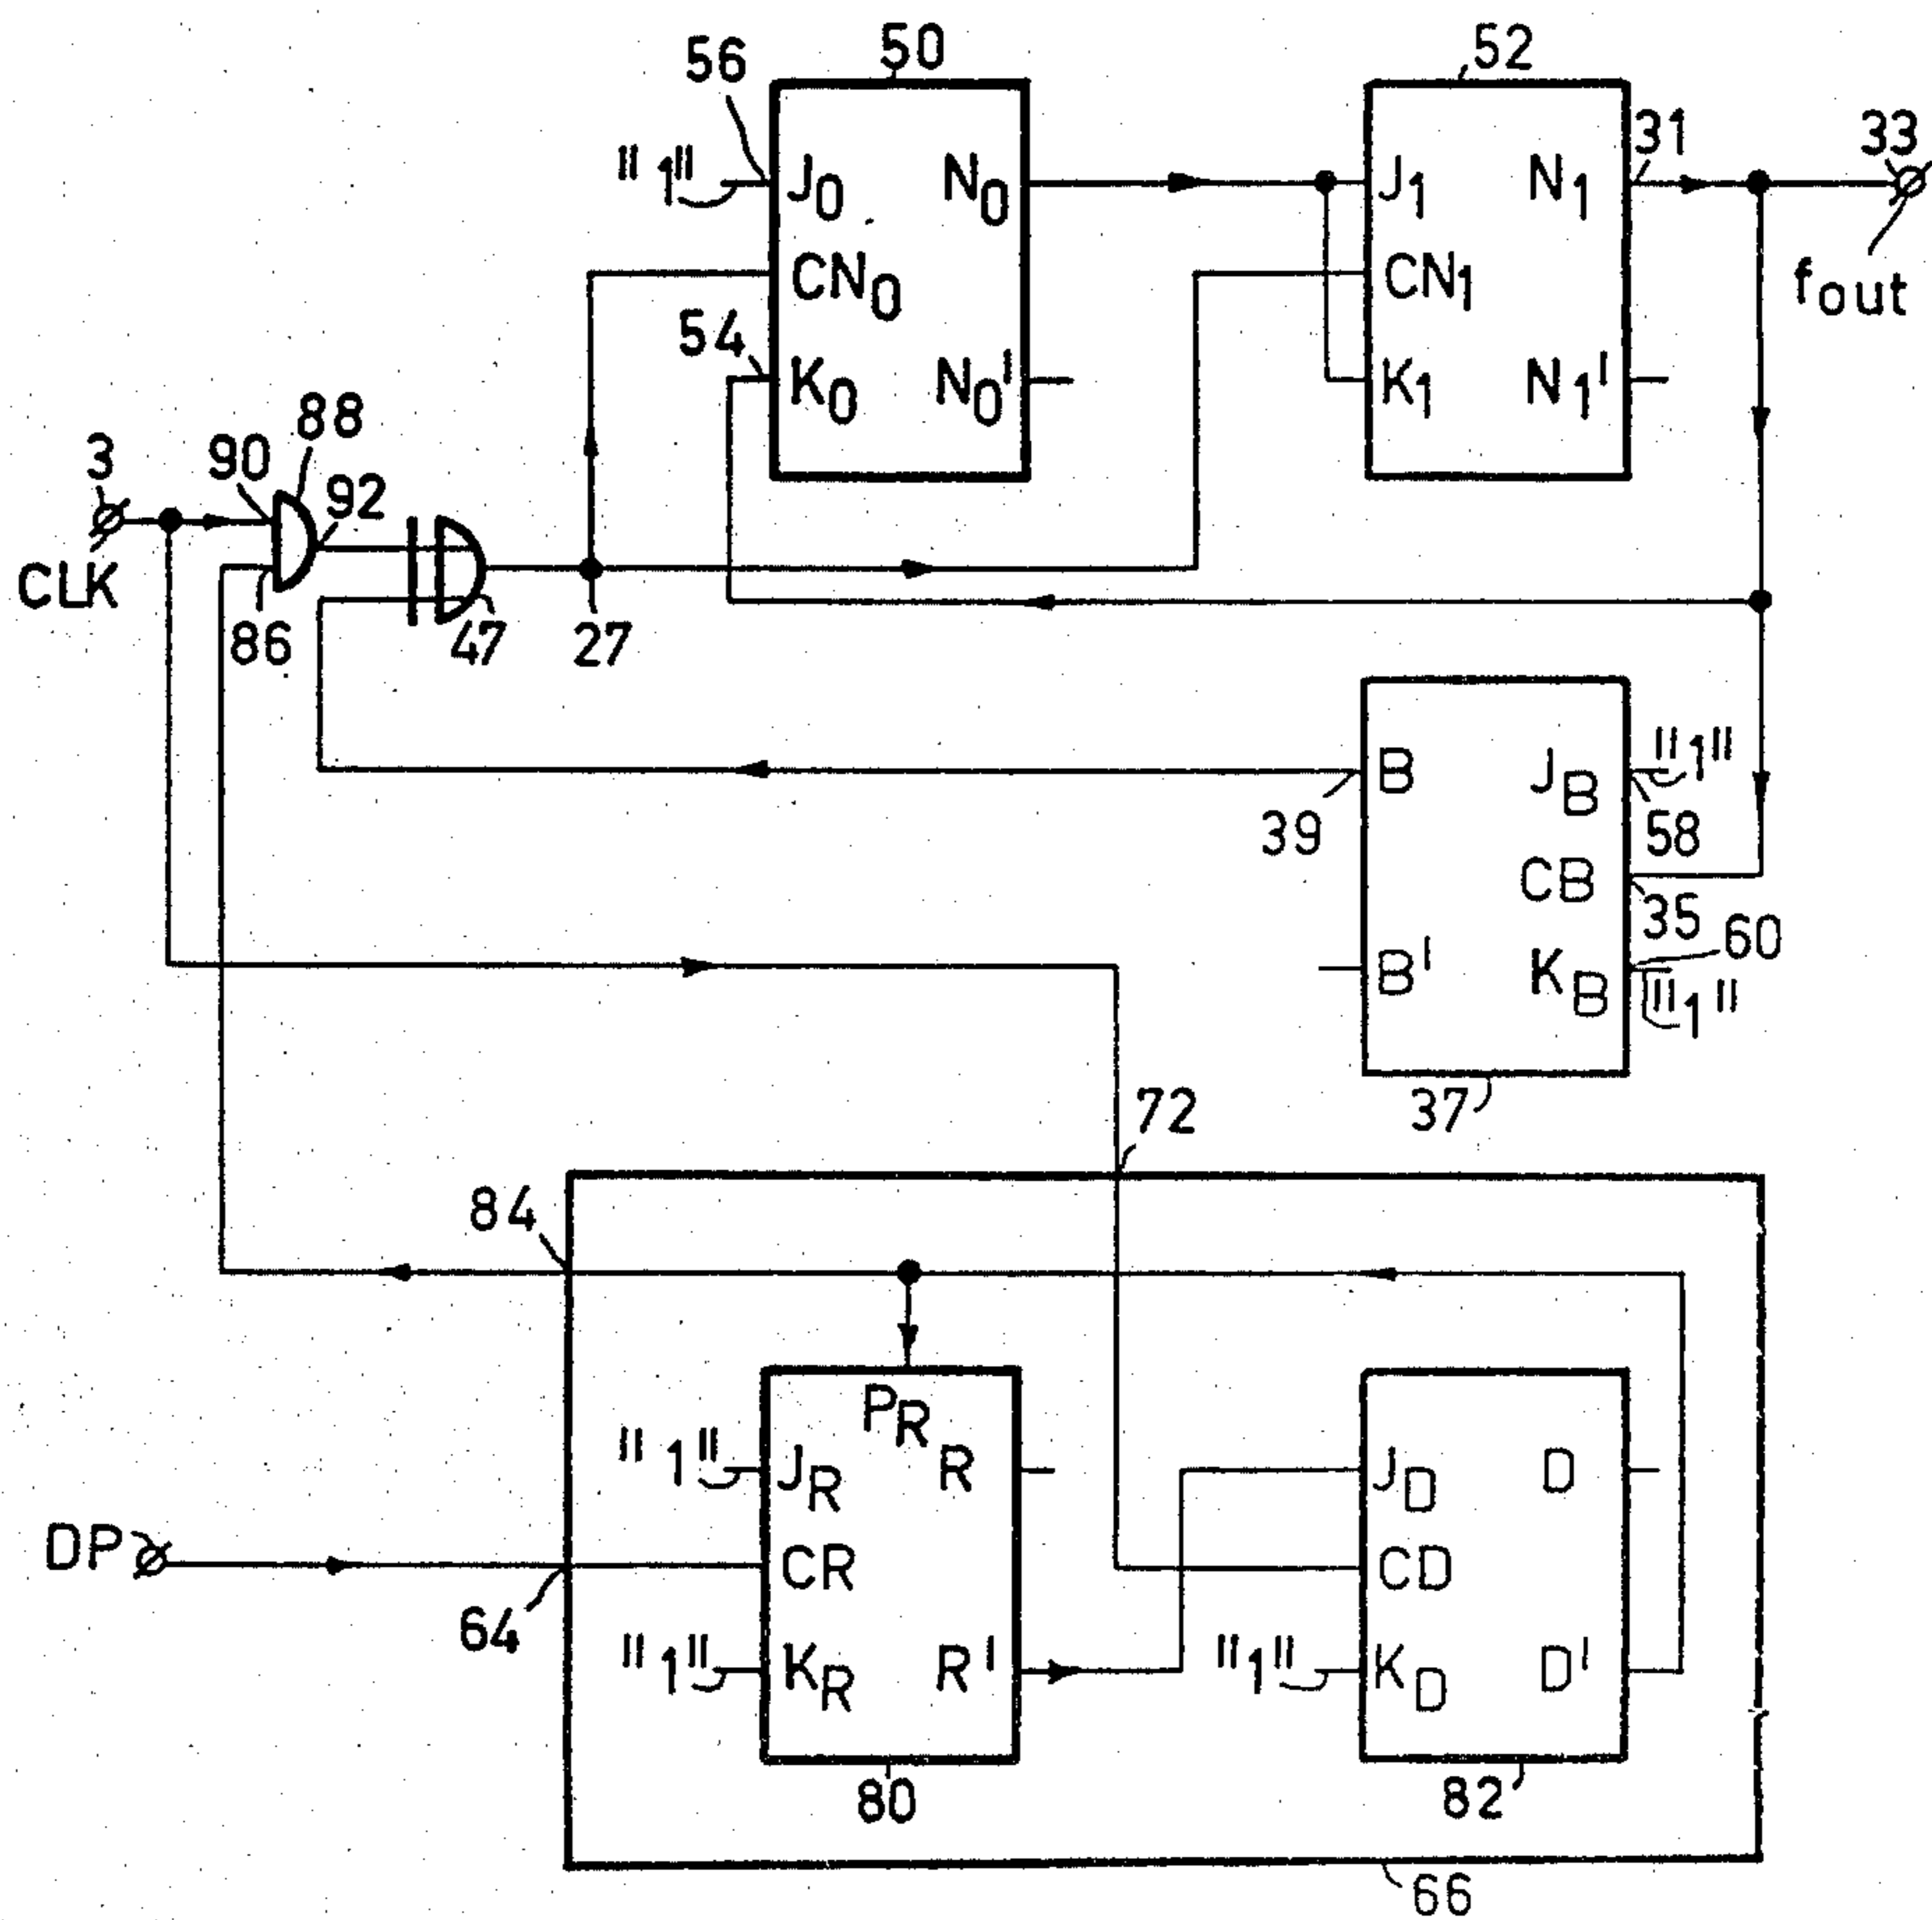 50
52
56
31
33
"1"
J0
N0
J1
N1
CN0
CN1
fout
54
K0
N0'
K1
N1'
88
3
90
92
CLK
86
47
27
B
JB
"1"
39
58
CB
35
60
B'
KB
"1"
37
72
84
PR
"1"
JR
R
JD
D
DP
CR
CD
64
"1"
KR
R'
"1"
KD
D'
80
82
66